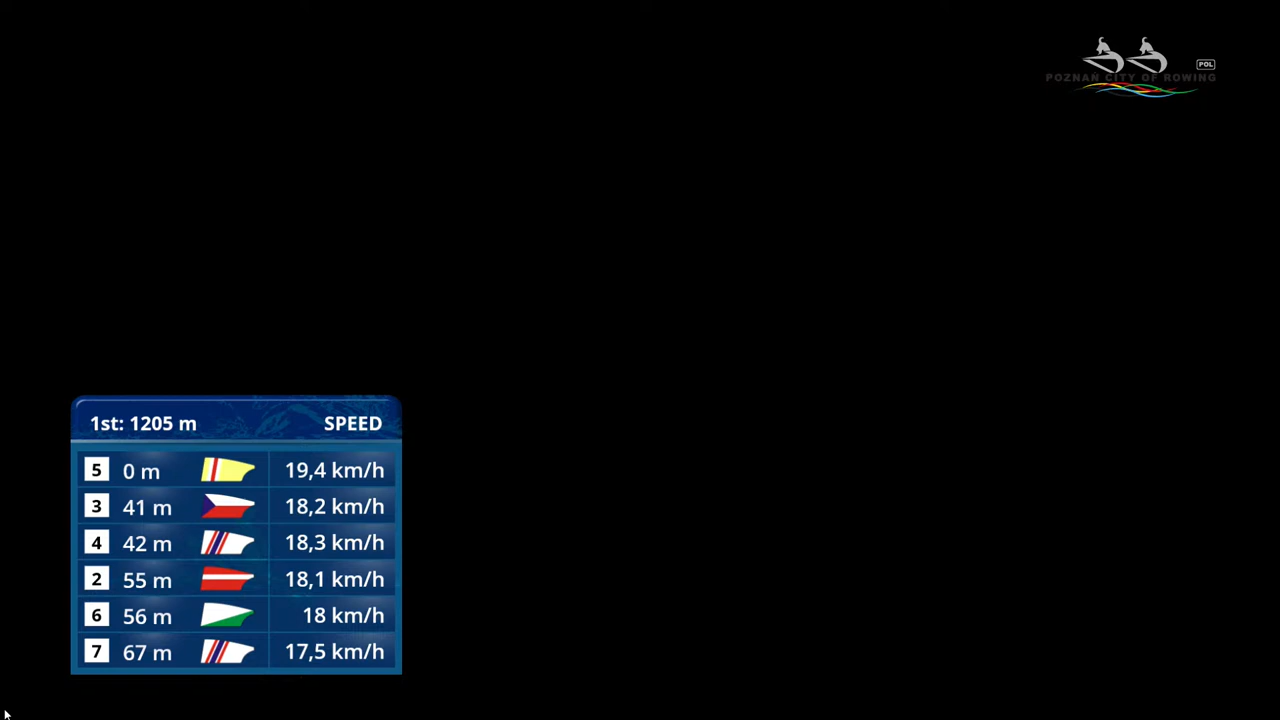 POL
POZNAŃ CITY OF ROWING
1st: 1205 m SPEED
5 0 m 19,4 km/h
3 41 m 18,2 km/h
4 42 m 18,3 km/h
2 55 m 18,1 km/h
6 56 m 18 km/h
7 67 m 17,5 km/h